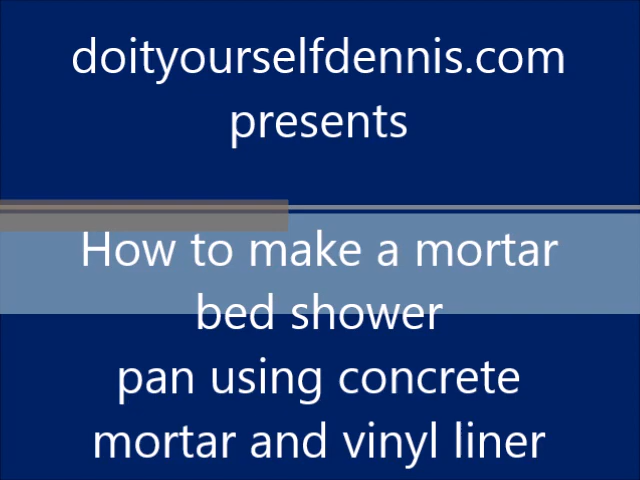 doityourselfdennis.com
presents
How to make a mortar
bed shower
pan using concrete
mortar and vinyl liner